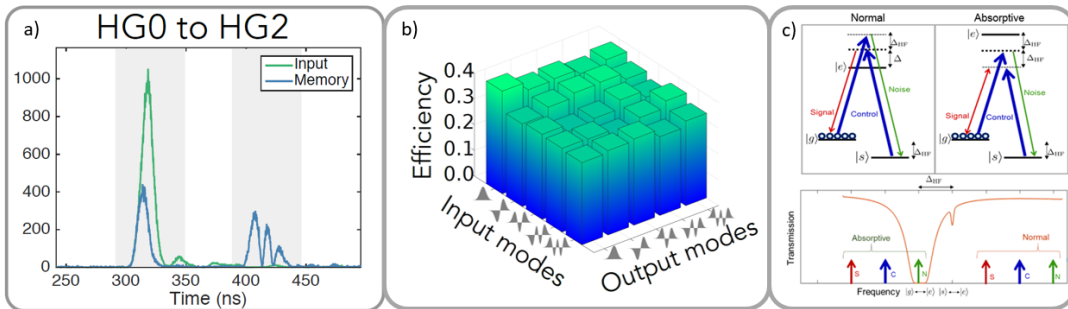 a)
HG0 to HG2
Input
Memory
1000
800
600
400
200
0
250
300
350
400
450
Time (ns)
b)
Efficiency
0.4
0.3
0.2
0.1
0.0
Input modes
Output modes
c)
Normal
Absorptive
|e⟩
Δ_HF
Δ
|e⟩
Δ_HF
Δ_HF
Signal
Control
Noise
|g⟩
|s⟩
Δ_HF
Signal
Control
Noise
|g⟩
|s⟩
Δ_HF
Δ_HF
Transmission
Absorptive
Normal
S
C
N
S
C
N
Frequency
|g⟩↔|e⟩
|s⟩↔|e⟩